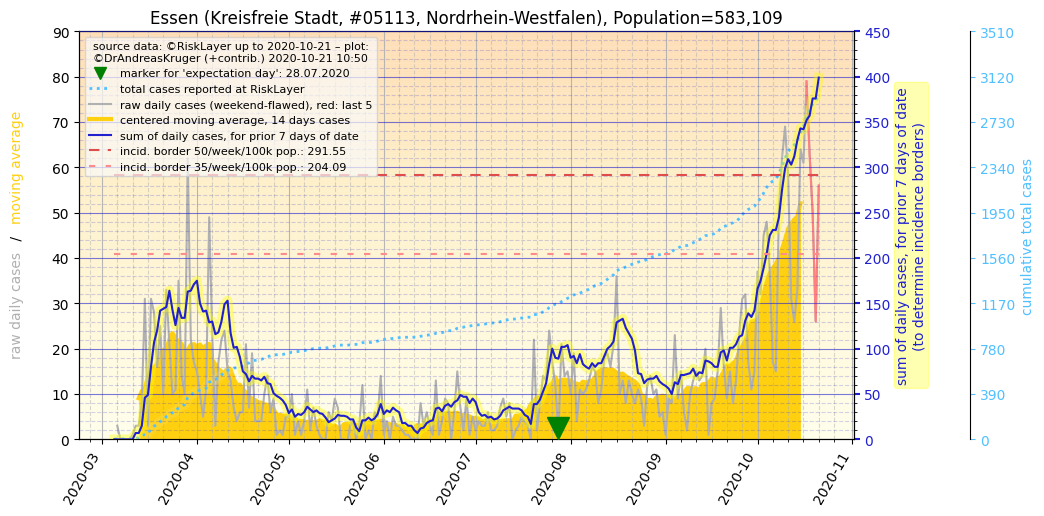 Essen (Kreisfreie Stadt, #05113, Nordrhein-Westfalen), Population=583,109
source data: ©RiskLayer up to 2020-10-21 – plot:
©DrAndreasKruger (+contrib.) 2020-10-21 10:50
marker for 'expectation day': 28.07.2020
total cases reported at RiskLayer
raw daily cases (weekend-flawed), red: last 5
centered moving average, 14 days cases
sum of daily cases, for prior 7 days of date
incid. border 50/week/100k pop.: 291.55
incid. border 35/week/100k pop.: 204.09
raw daily cases / moving average
90
80
70
60
50
40
30
20
10
0
2020-03
2020-04
2020-05
2020-06
2020-07
2020-08
2020-09
2020-10
2020-11
450
400
350
300
250
200
150
100
50
0
sum of daily cases, for prior 7 days of date
(to determine incidence borders)
3510
3120
2730
2340
1950
1560
1170
780
390
0
cumulative total cases